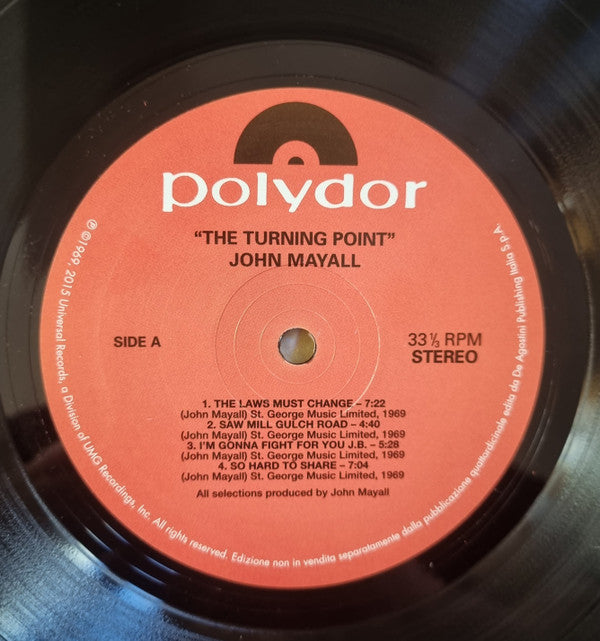 polydor
"THE TURNING POINT"
JOHN MAYALL
SIDE A
33 ⅓ RPM
STEREO
1. THE LAWS MUST CHANGE – 7:22
(John Mayall) St. George Music Limited, 1969
2. SAW MILL GULCH ROAD – 4:40
(John Mayall) St. George Music Limited, 1969
3. I'M GONNA FIGHT FOR YOU J.B. – 5:28
(John Mayall) St. George Music Limited, 1969
4. SO HARD TO SHARE – 7:04
(John Mayall) St. George Music Limited, 1969
All selections produced by John Mayall
℗©1969, 2015 Universal Records, a Division of UMG Recordings, Inc. All rights reserved. Edizione non in vendita separatamente dalla pubblicazione quattordicinale edita da De Agostini Publishing Italia S.P.A.